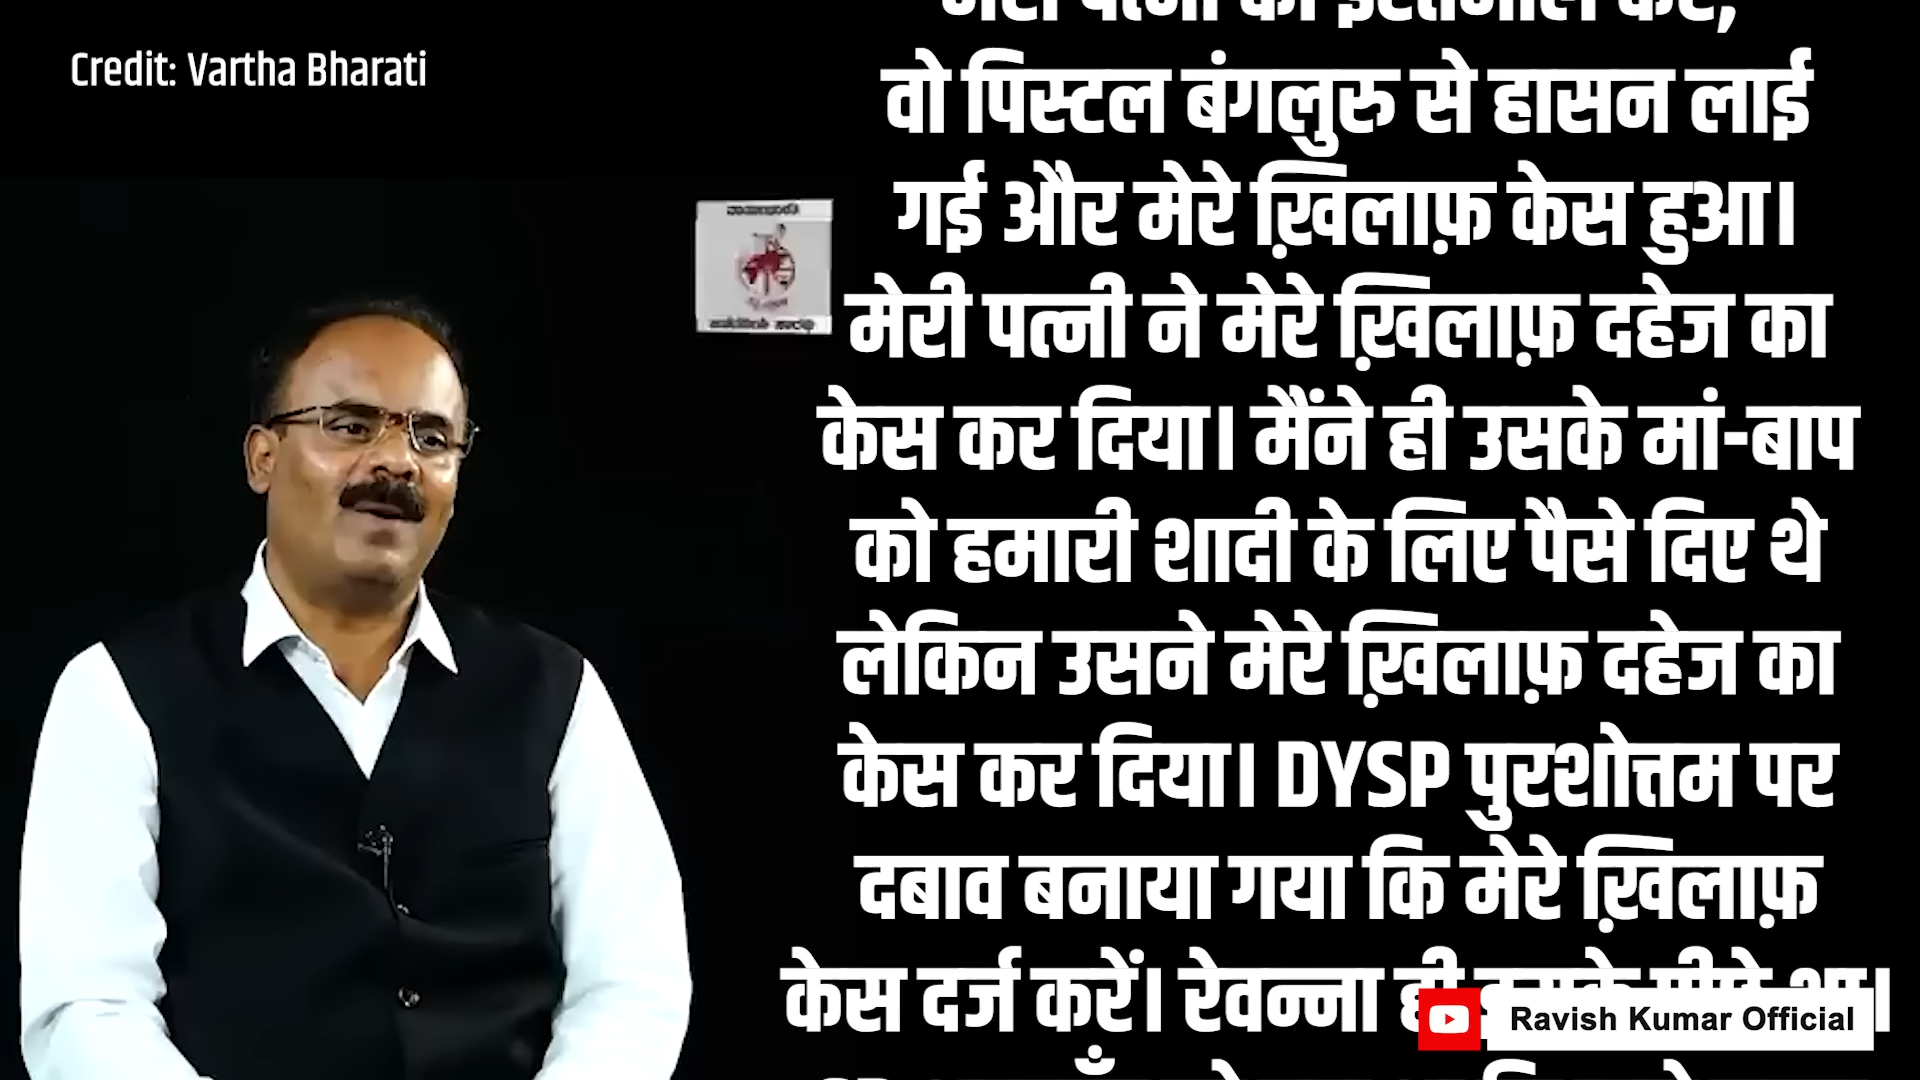 Credit: Vartha Bharati
वो पिस्टल बंगलुरु से हासन लाई
गई और मेरे ख़िलाफ़ केस हुआ।
मेरी पत्नी ने मेरे ख़िलाफ़ दहेज का
केस कर दिया। मैंने ही उसके मां-बाप
को हमारी शादी के लिए पैसे दिए थे
लेकिन उसने मेरे ख़िलाफ़ दहेज का
केस कर दिया। DYSP पुरशोत्तम पर
दबाव बनाया गया कि मेरे ख़िलाफ़
केस दर्ज करें। रेवन्ना ही
Ravish Kumar Official